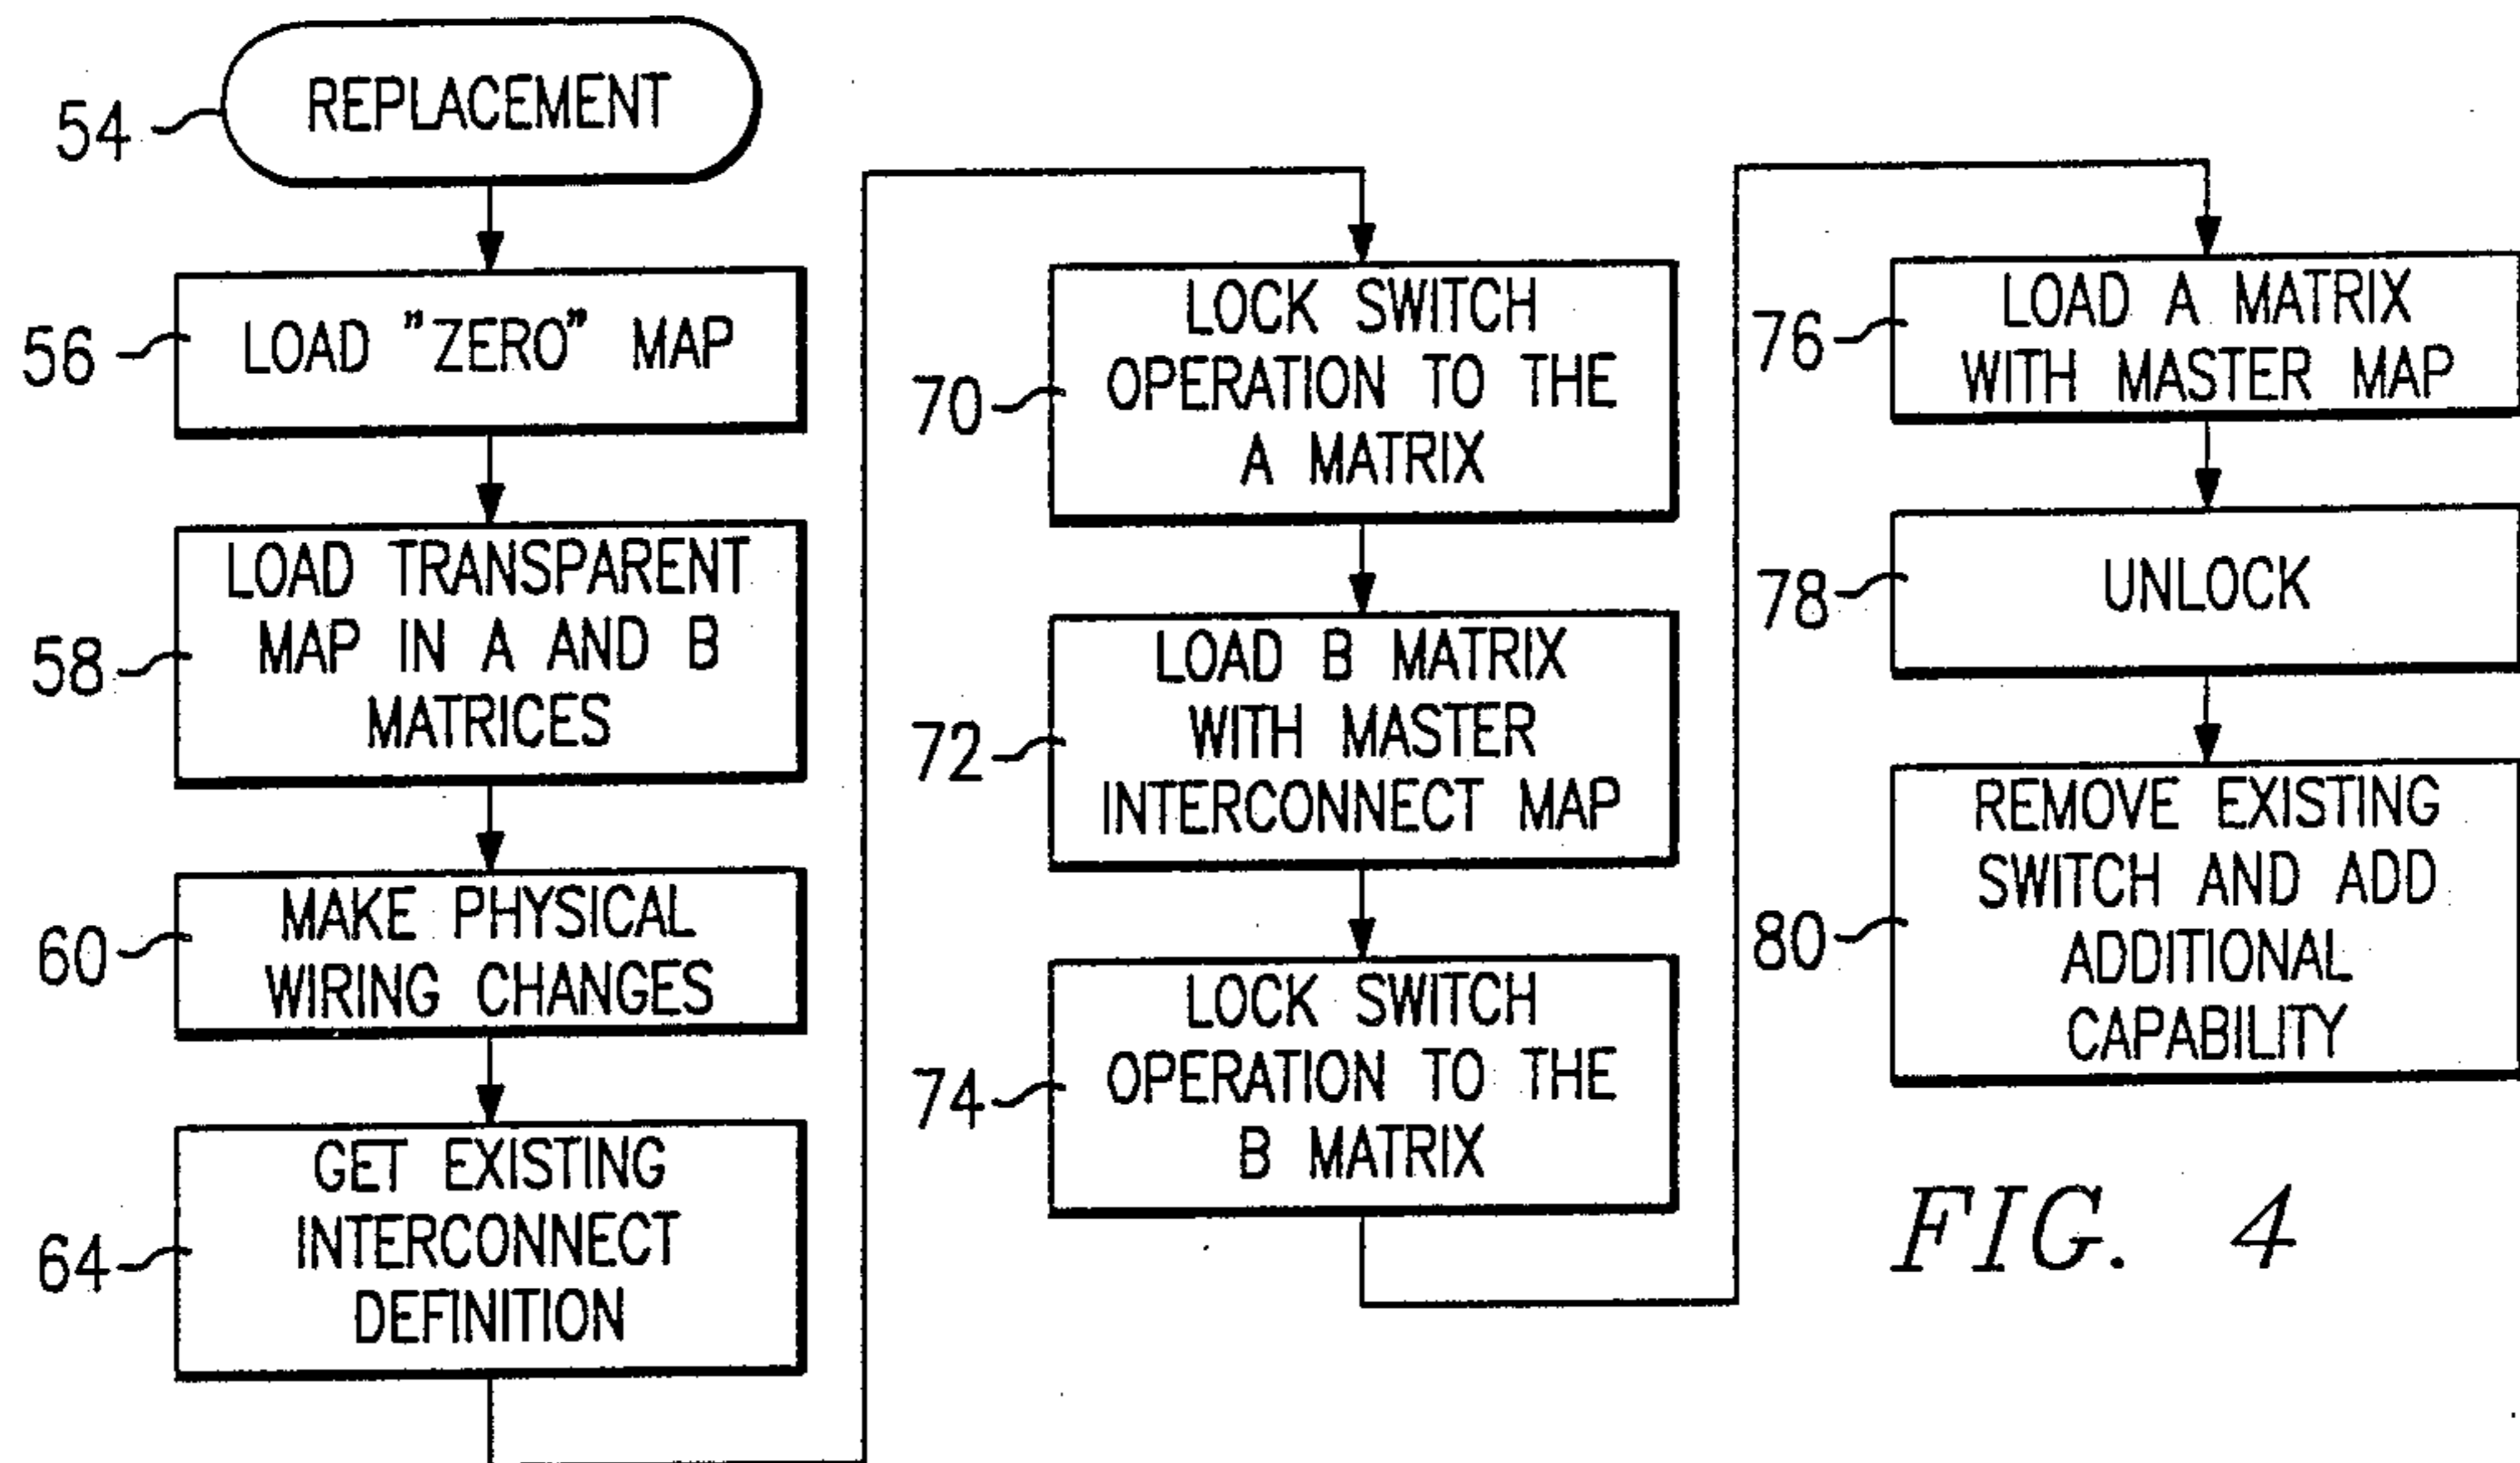 54
REPLACEMENT
56
LOAD "ZERO" MAP
58
LOAD TRANSPARENT
MAP IN A AND B
MATRICES
60
MAKE PHYSICAL
WIRING CHANGES
64
GET EXISTING
INTERCONNECT
DEFINITION
70
LOCK SWITCH
OPERATION TO THE
A MATRIX
72
LOAD B MATRIX
WITH MASTER
INTERCONNECT MAP
74
LOCK SWITCH
OPERATION TO THE
B MATRIX
76
LOAD A MATRIX
WITH MASTER MAP
78
UNLOCK
80
REMOVE EXISTING
SWITCH AND ADD
ADDITIONAL
CAPABILITY
FIG. 4